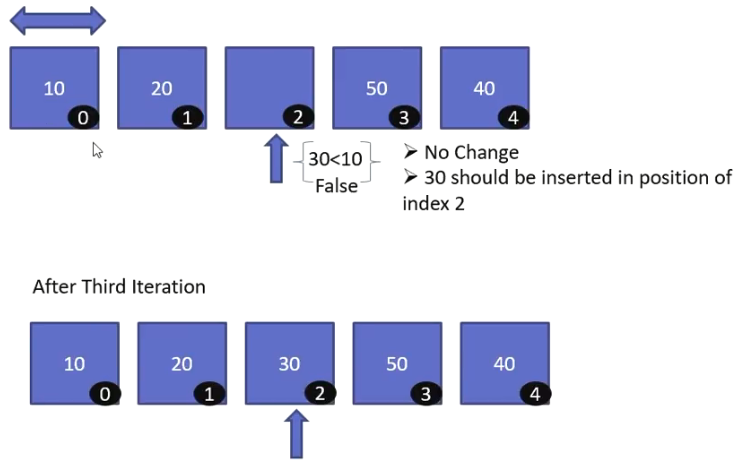 10 20 50 40
0 1 2 3 4
30<10
False
➢ No Change
➢ 30 should be inserted in position of
index 2
After Third Iteration
10 20 30 50 40
0 1 2 3 4